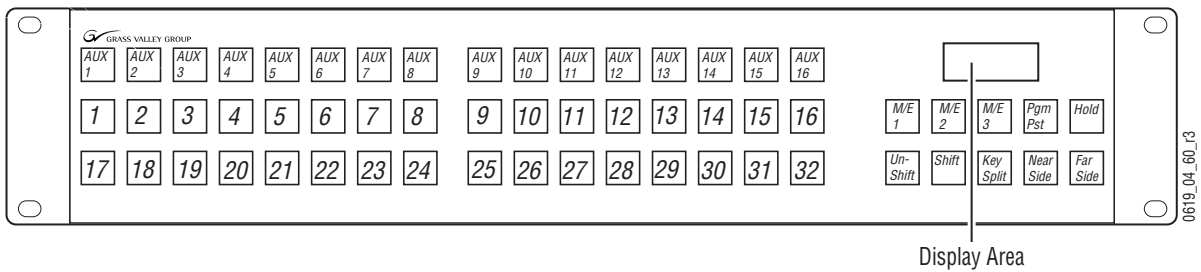 GV GRASS VALLEY GROUP
AUX 1 AUX 2 AUX 3 AUX 4 AUX 5 AUX 6 AUX 7 AUX 8 AUX 9 AUX 10 AUX 11 AUX 12 AUX 13 AUX 14 AUX 15 AUX 16
1 2 3 4 5 6 7 8 9 10 11 12 13 14 15 16 M/E 1 M/E 2 M/E 3 Pgm Pst Hold
17 18 19 20 21 22 23 24 25 26 27 28 29 30 31 32 Un-Shift Shift Key Split Near Side Far Side
0619_04_60_r3
Display Area